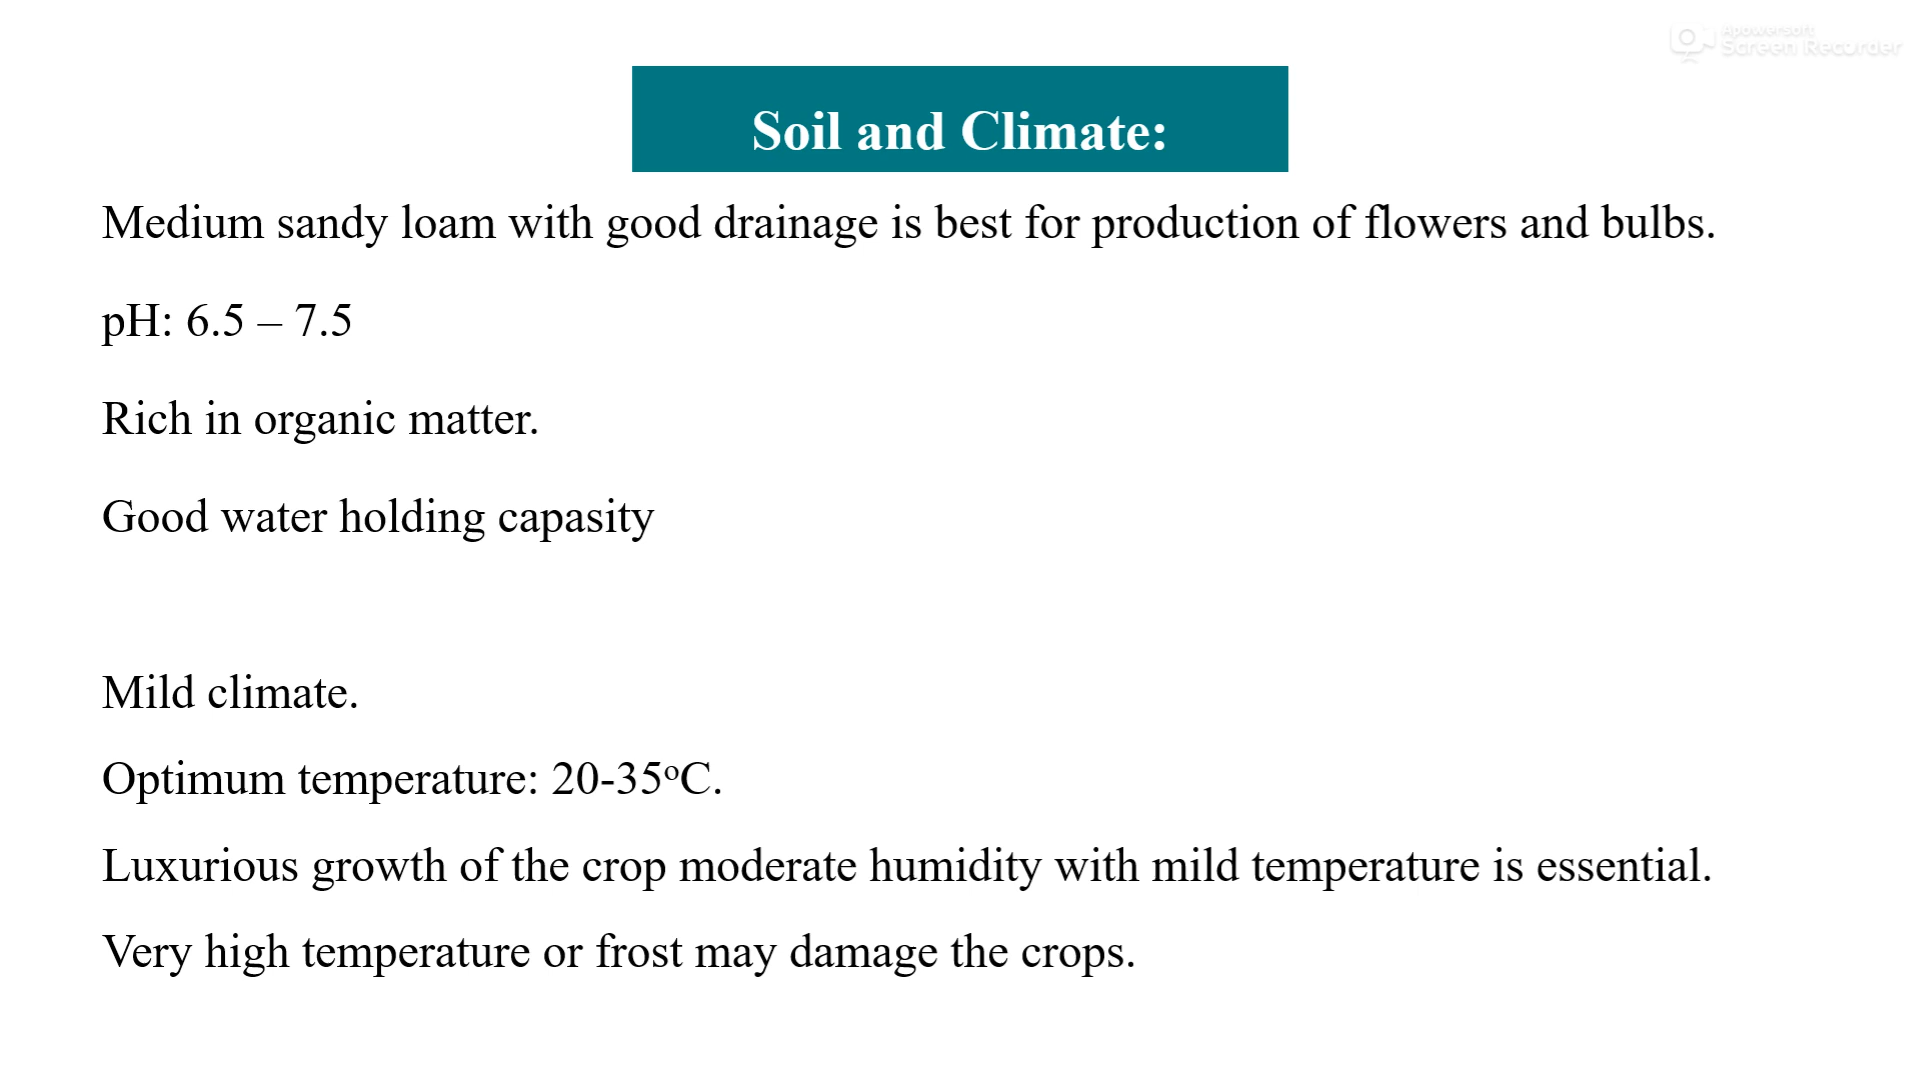 Apowersoft
Screen Recorder
Soil and Climate:
Medium sandy loam with good drainage is best for production of flowers and bulbs.
pH: 6.5 – 7.5
Rich in organic matter.
Good water holding capasity
Mild climate.
Optimum temperature: 20-35ᵒC.
Luxurious growth of the crop moderate humidity with mild temperature is essential.
Very high temperature or frost may damage the crops.